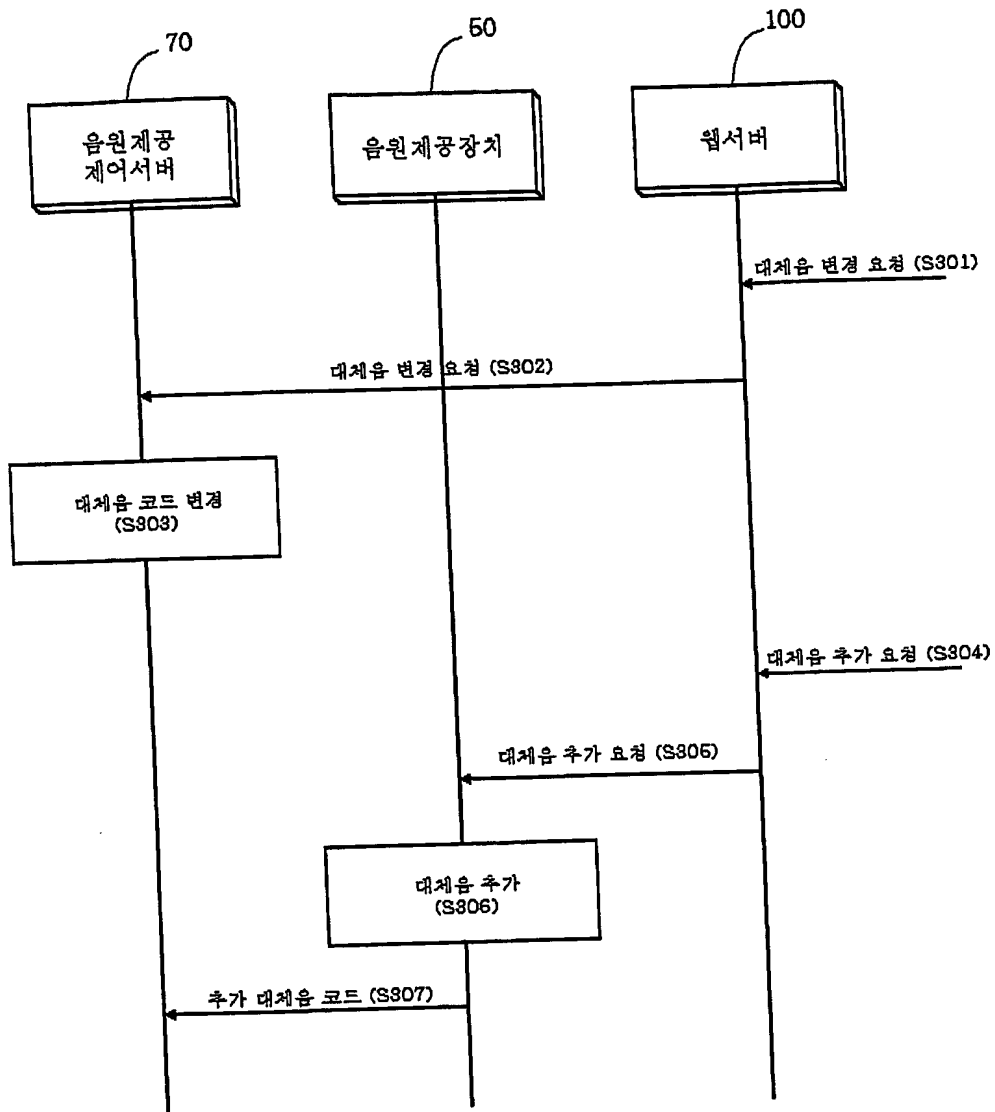 70
50
100
음원제공
제어서버
음원제공장치
웹서버
대체음 변경 요청 (S301)
대체음 변경 요청 (S302)
대체음 코드 변경
(S303)
대체음 추가 요청 (S304)
대체음 추가 요청 (S305)
대체음 추가
(S306)
추가 대체음 코드 (S307)